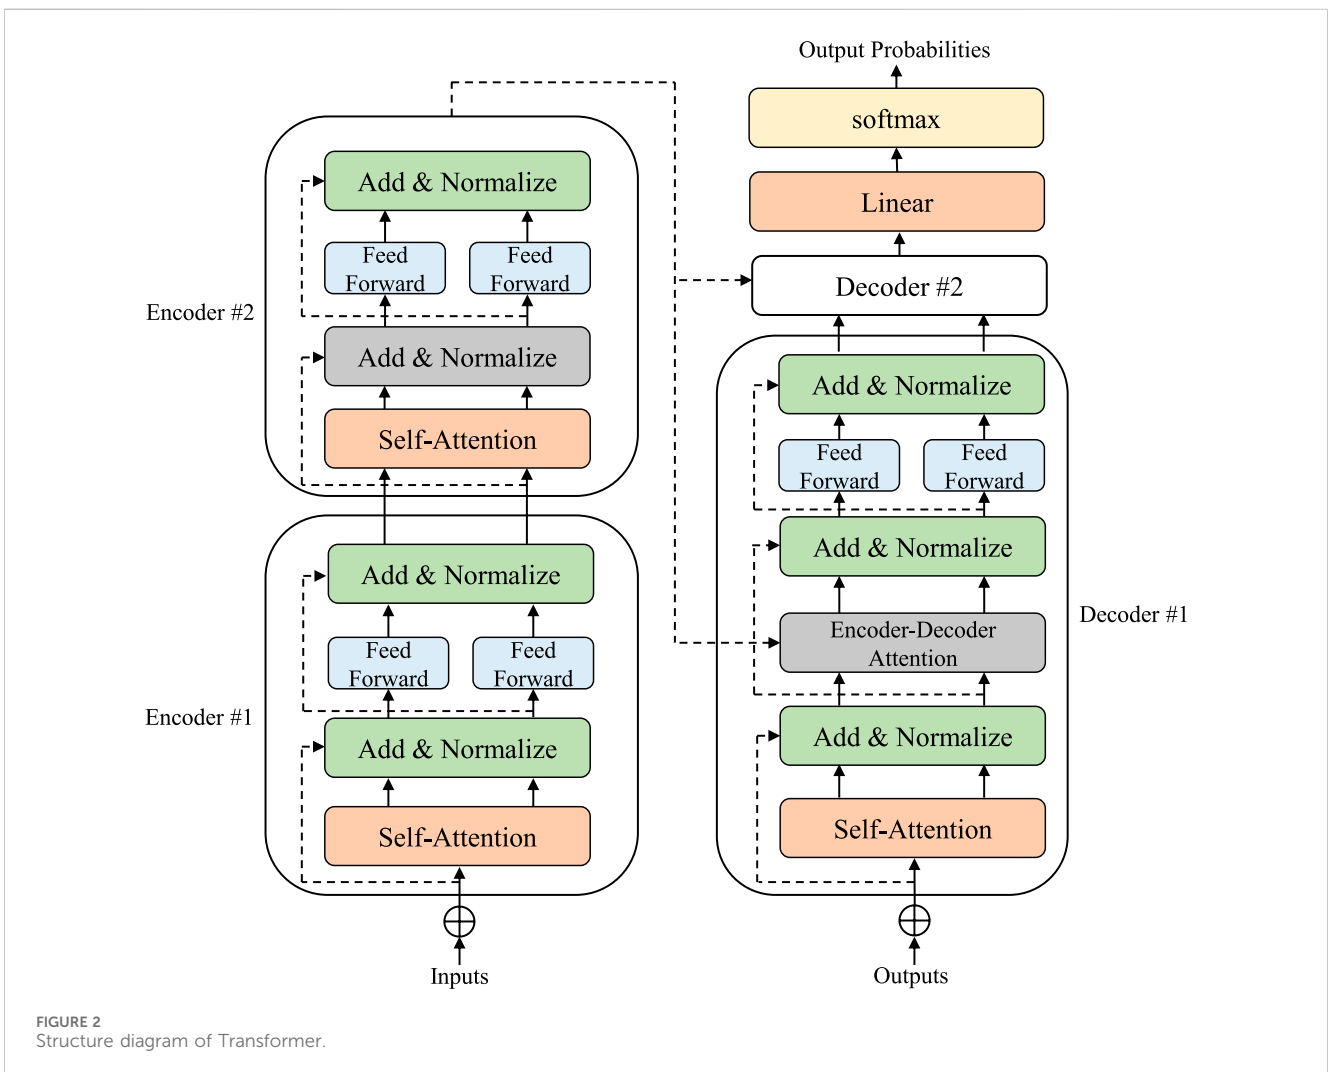 Output Probabilities
softmax
Linear
Decoder #2
Add & Normalize
Feed
Forward
Feed
Forward
Add & Normalize
Encoder-Decoder
Attention
Add & Normalize
Self-Attention
Decoder #1
Outputs
Add & Normalize
Feed
Forward
Feed
Forward
Encoder #2
Add & Normalize
Self-Attention
Add & Normalize
Feed
Forward
Feed
Forward
Encoder #1
Add & Normalize
Self-Attention
Inputs
FIGURE 2
Structure diagram of Transformer.